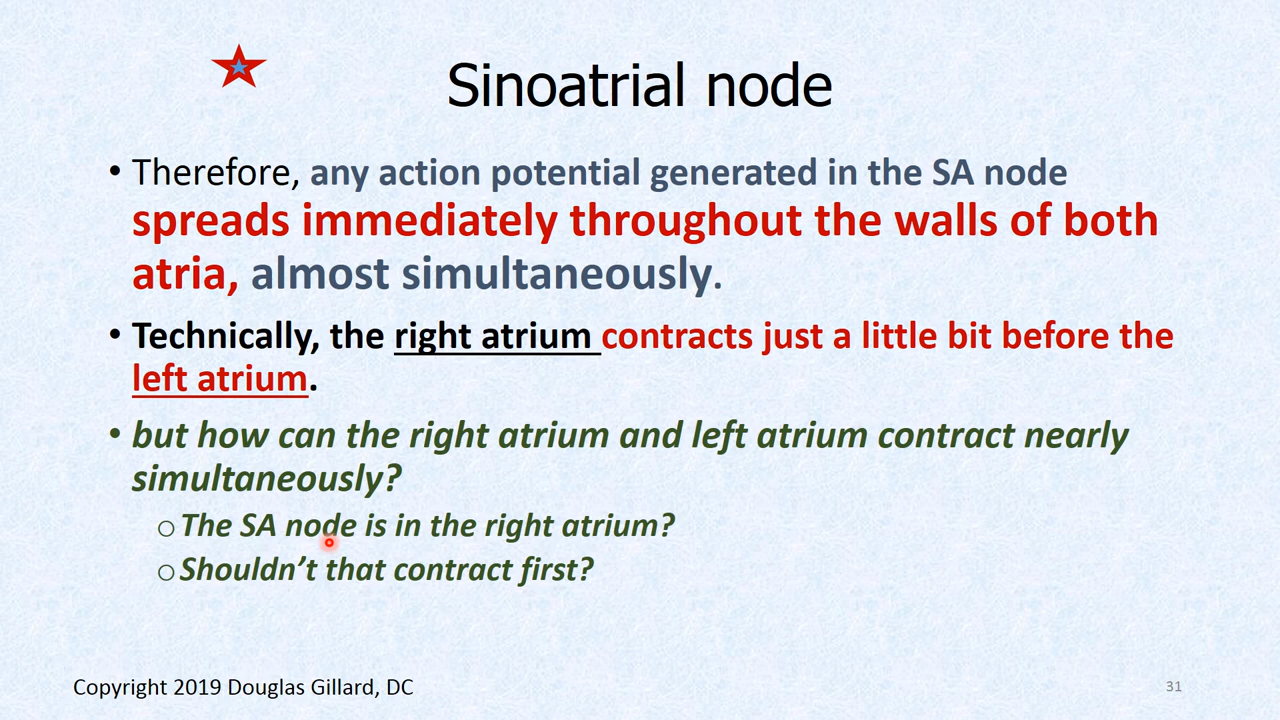 Sinoatrial node
• Therefore, any action potential generated in the SA node
spreads immediately throughout the walls of both
atria, almost simultaneously.
• Technically, the right atrium contracts just a little bit before the
left atrium.
• but how can the right atrium and left atrium contract nearly
simultaneously?
o The SA node is in the right atrium?
o Shouldn’t that contract first?
Copyright 2019 Douglas Gillard, DC
31